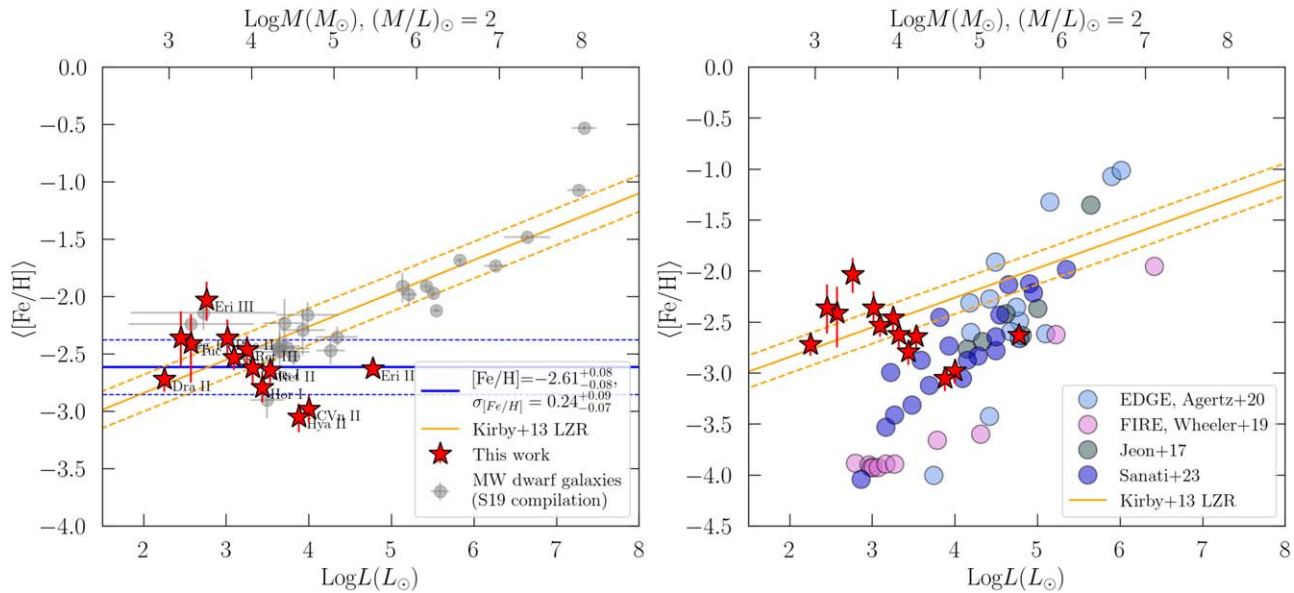 LogM(M⊙), (M/L)⊙ = 2
3 4 5 6 7 8
0.0
−0.5
−1.0
−1.5
−2.0
−2.5
−3.0
−3.5
−4.0
⟨[Fe/H]⟩
Eri III
Dra II
Hor I
Hya II
CVn II
Eri II
[Fe/H]=−2.61+0.08−0.08,
σ[Fe/H] = 0.24+0.09−0.07
Kirby+13 LZR
This work
MW dwarf galaxies
(S19 compilation)
2 3 4 5 6 7 8
LogL(L⊙)
LogM(M⊙), (M/L)⊙ = 2
3 4 5 6 7 8
0.0
−0.5
−1.0
−1.5
−2.0
−2.5
−3.0
−3.5
−4.0
−4.5
⟨[Fe/H]⟩
EDGE, Agertz+20
FIRE, Wheeler+19
Jeon+17
Sanati+23
Kirby+13 LZR
2 3 4 5 6 7 8
LogL(L⊙)